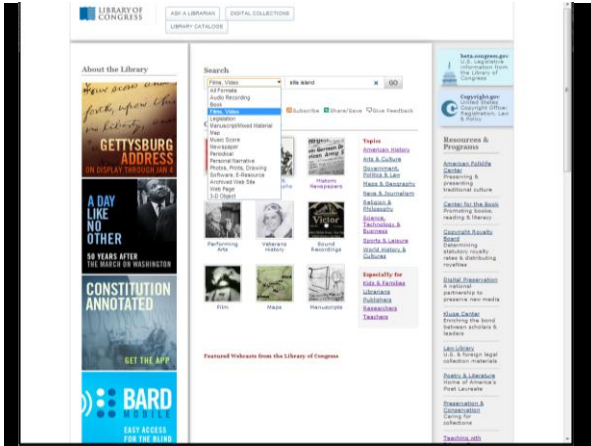 LIBRARY OF
CONGRESS
ASK A LIBRARIAN
DIGITAL COLLECTIONS
LIBRARY CATALOGS
About the Library
GETTYSBURG
ADDRESS
ON DISPLAY THROUGH JAN 4
A DAY
LIKE
NO
OTHER
50 YEARS AFTER
THE MARCH ON WASHINGTON
CONSTITUTION
ANNOTATED
GET THE APP
BARD
MOBILE
EASY ACCESS
FOR THE BLIND
Search
Films, Video
ellis island
x
GO
All Formats
Audio Recording
Book
Films, Video
Legislation
Manuscript/Mixed Material
Map
Music Score
Newspaper
Periodical
Personal Narrative
Photos, Prints, Drawing
Software, E-Resource
Archived Web Site
Web Page
3-D Object
Subscribe
Share/Save
Give Feedback
Historic
Newspapers
Performing
Arts
Veterans
History
Victor
Sound
Recordings
Film
Maps
Manuscripts
Topics
American History
Arts & Culture
Government,
Politics & Law
Maps & Geography
News & Journalism
Religion &
Philosophy
Science,
Technology &
Business
Sports & Leisure
World History &
Cultures
Especially for
Kids & Families
Librarians
Publishers
Researchers
Teachers
Featured Webcasts from the Library of Congress
beta.congress.gov
U.S. Legislative
Information from
the Library of
Congress
Copyright.gov
United States
Copyright Office:
Registration, Law
& Policy
Resources &
Programs
American Folklife
Center
Preserving &
presenting
traditional culture
Center for the Book
Promoting books,
reading & literacy
Copyright Royalty
Board
Determining
statutory royalty
rates & distributing
royalties
Digital Preservation
A national
partnership to
preserve new media
Kluge Center
Enriching the bond
between scholars &
leaders
Law Library
U.S. & foreign legal
collection materials
Poetry & Literature
Home of America's
Poet Laureate
Preservation &
Conservation
Caring for
collections
Teaching with